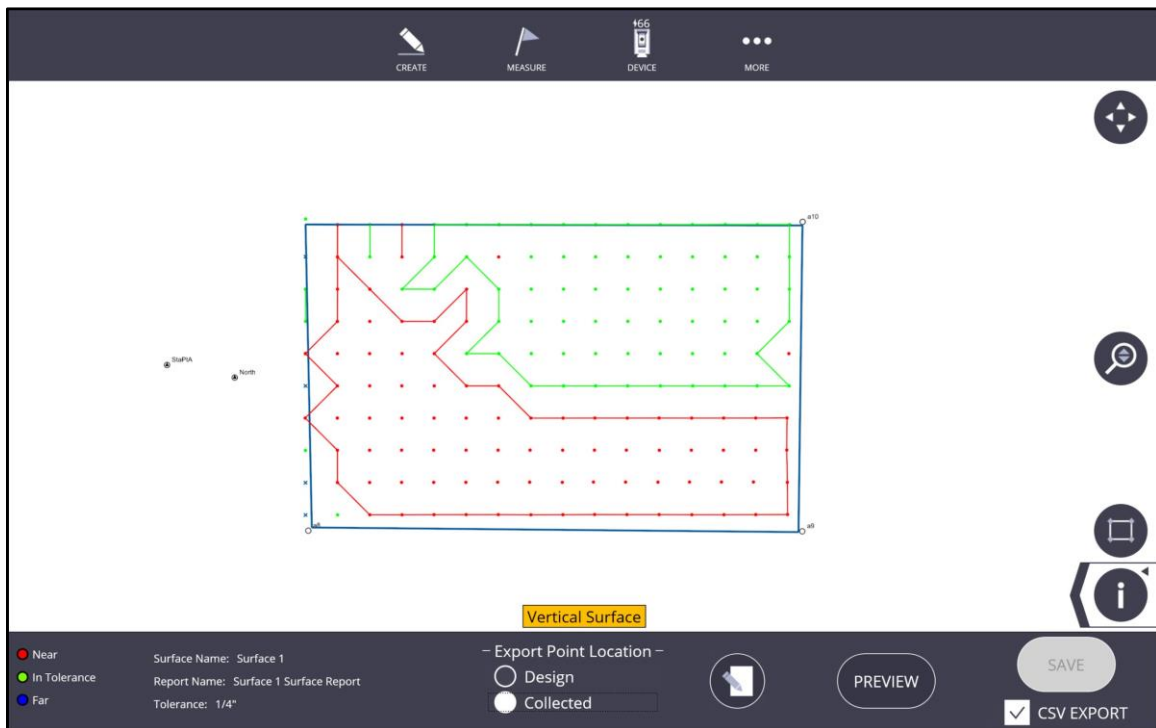 66
CREATE
MEASURE
DEVICE
MORE
a10
StaPtA
North
a9
Vertical Surface
Near
In Tolerance
Far
Surface Name: Surface 1
Report Name: Surface 1 Surface Report
Tolerance: 1/4"
Export Point Location
Design
Collected
PREVIEW
SAVE
CSV EXPORT
i